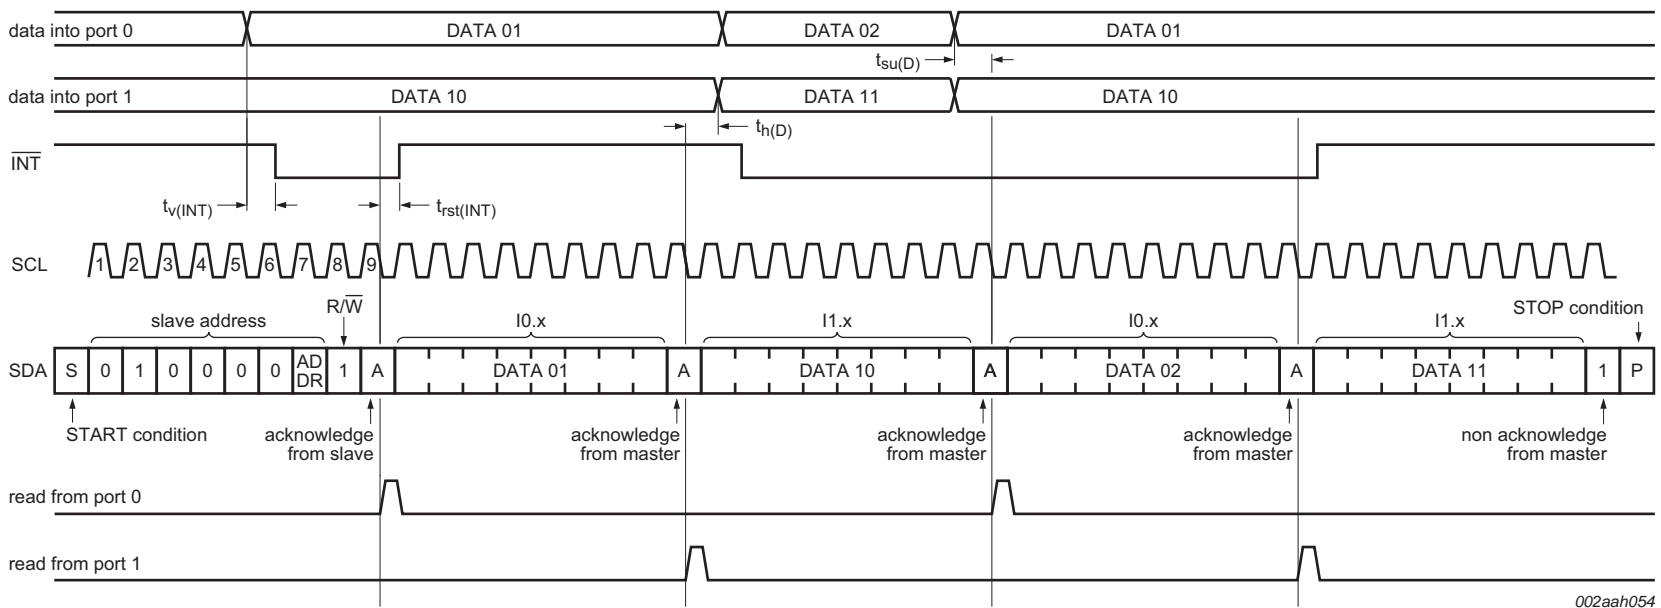 data into port 0 DATA 01 DATA 02 DATA 01
tsu(D)
data into port 1 DATA 10 DATA 11 DATA 10
th(D)
INT
tv(INT) trst(INT)
SCL 1 2 3 4 5 6 7 8 9
R/W STOP condition
slave address I0.x I1.x I0.x I1.x
SDA S 0 1 0 0 0 0 AD DR 1 A DATA 01 A DATA 10 A DATA 02 A DATA 11 1 P
START condition acknowledge from slave acknowledge from master acknowledge from master acknowledge from master non acknowledge from master
read from port 0
read from port 1
002aah054